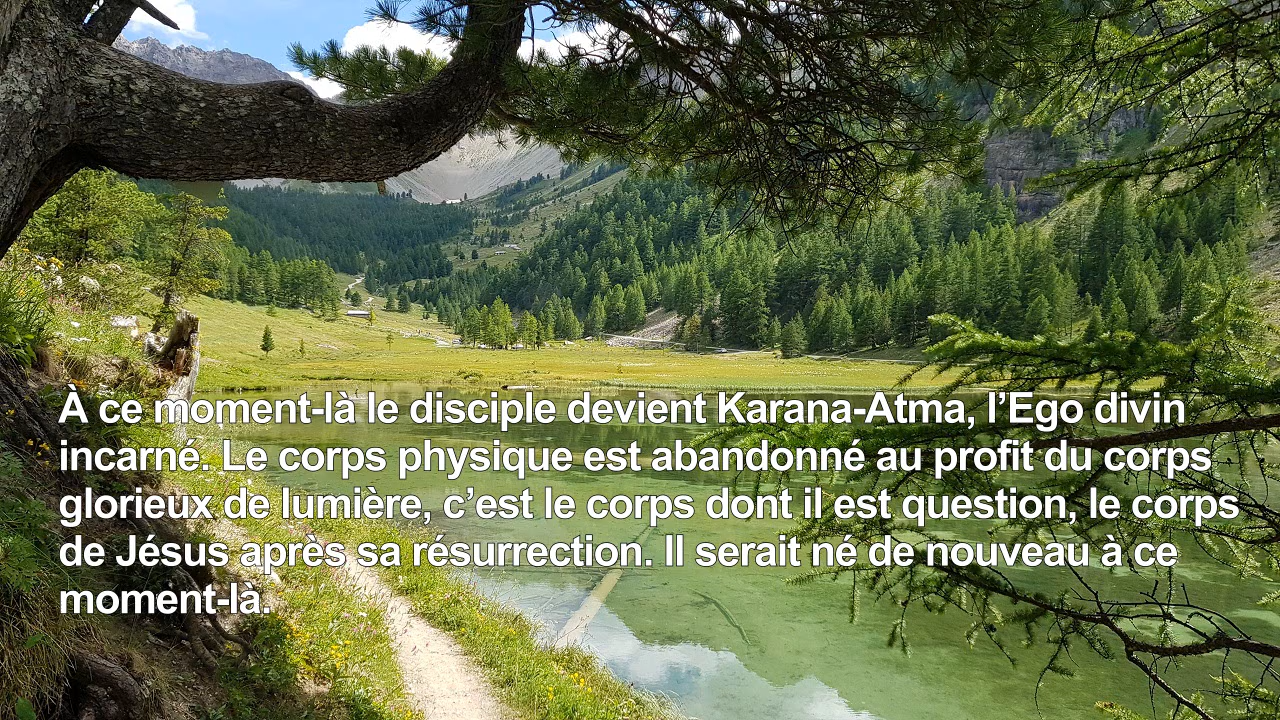 À ce moment-là le disciple devient Karana-Atma, l’Ego divin
incarné. Le corps physique est abandonné au profit du corps
glorieux de lumière, c’est le corps dont il est question, le corps
de Jésus après sa résurrection. Il serait né de nouveau à ce
moment-là.